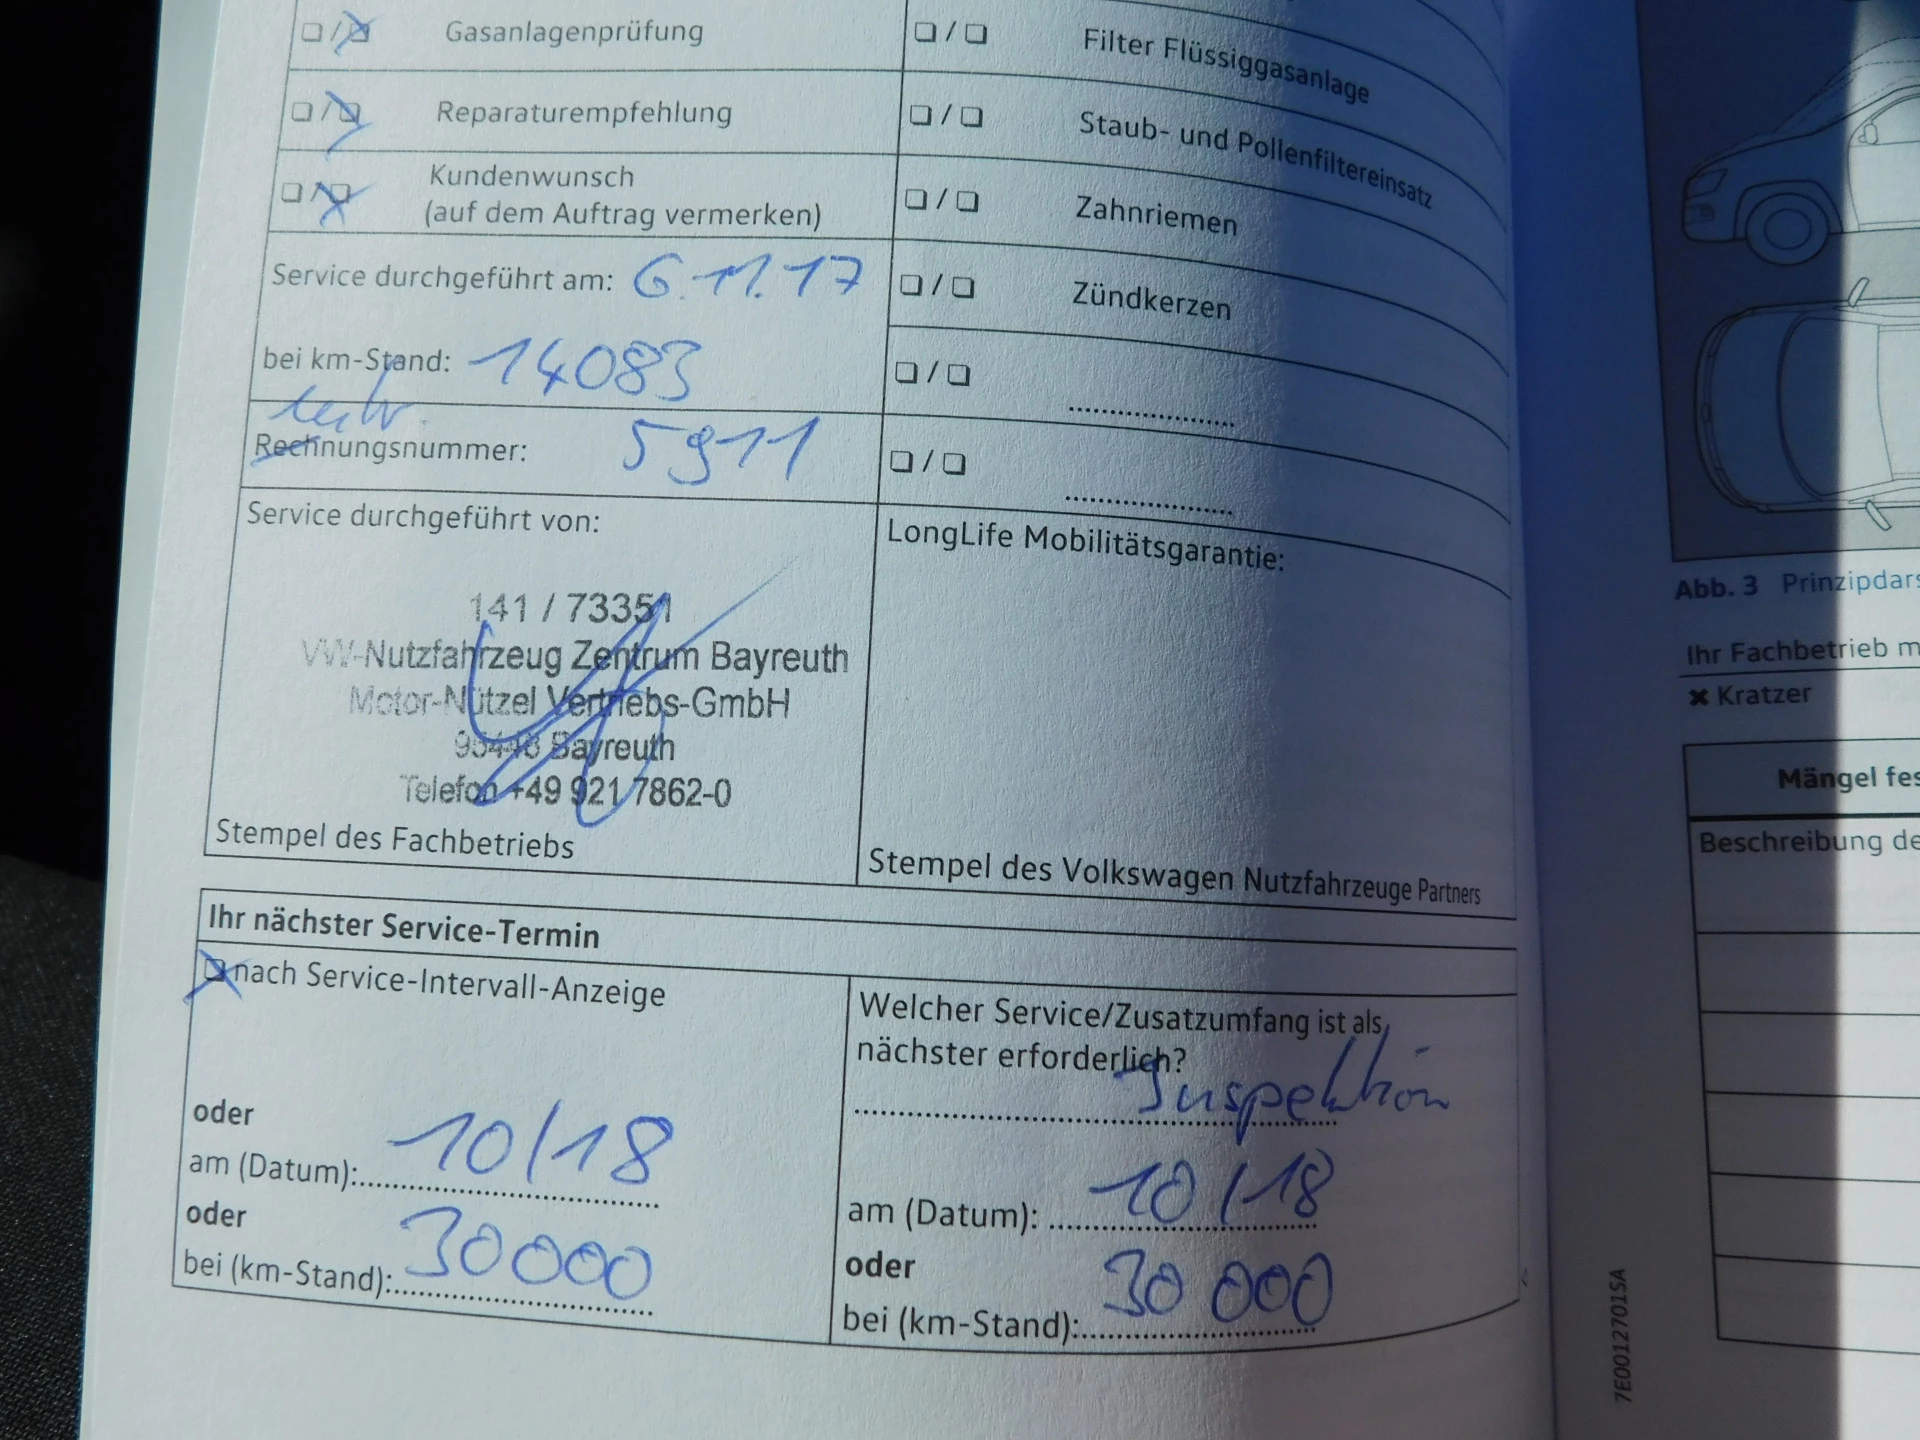 ❏ / ❏ Gasanlagenprüfung
❏ / ❏ Reparaturempfehlung
❏ / ❏ Kundenwunsch
(auf dem Auftrag vermerken)
Service durchgeführt am: 6.11.17
bei km-Stand: 14083
Rechnungsnummer: 5911
Service durchgeführt von:
141 / 73351
VW-Nutzfahrzeug Zentrum Bayreuth
Motor-Nützel Vertriebs-GmbH
Bayreuth
Telefon +49 921 7862-0
Stempel des Fachbetriebs
❏ / ❏ Filter Flüssiggasanlage
❏ / ❏ Staub- und Pollenfiltereinsatz
❏ / ❏ Zahnriemen
❏ / ❏ Zündkerzen
❏ / ❏ ....................
❏ / ❏ ....................
LongLife Mobilitätsgarantie:
Stempel des Volkswagen Nutzfahrzeuge Partners
Ihr nächster Service-Termin
❏ nach Service-Intervall-Anzeige
oder
am (Datum): 10/18
oder
bei (km-Stand): 30000
Welcher Service/Zusatzumfang ist als
nächster erforderlich?
Inspektion
am (Datum): 10/18
oder
bei (km-Stand): 30 000
7E0012701SA
Abb. 3 Prinzipdars
Ihr Fachbetrieb m
✖ Kratzer
Mängel fes
Beschreibung de